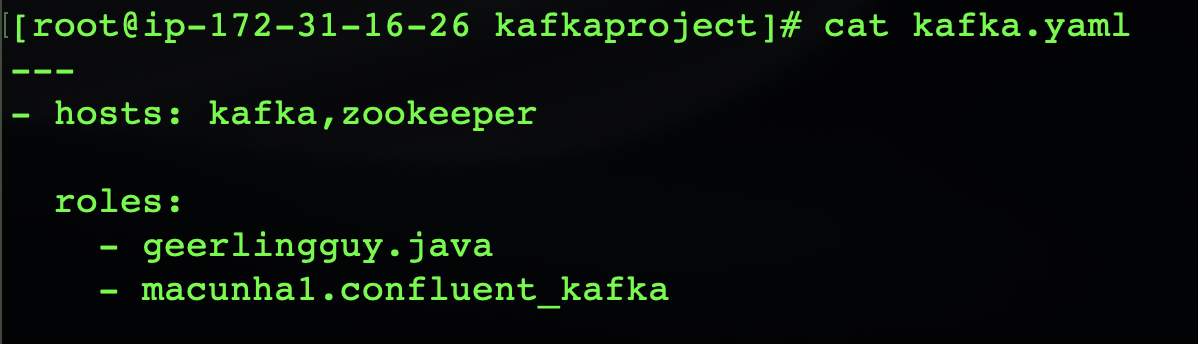 [[root@ip-172-31-16-26 kafkaproject]# cat kafka.yaml
---
- hosts: kafka,zookeeper
  roles:
    - geerlingguy.java
    - macunha1.confluent_kafka